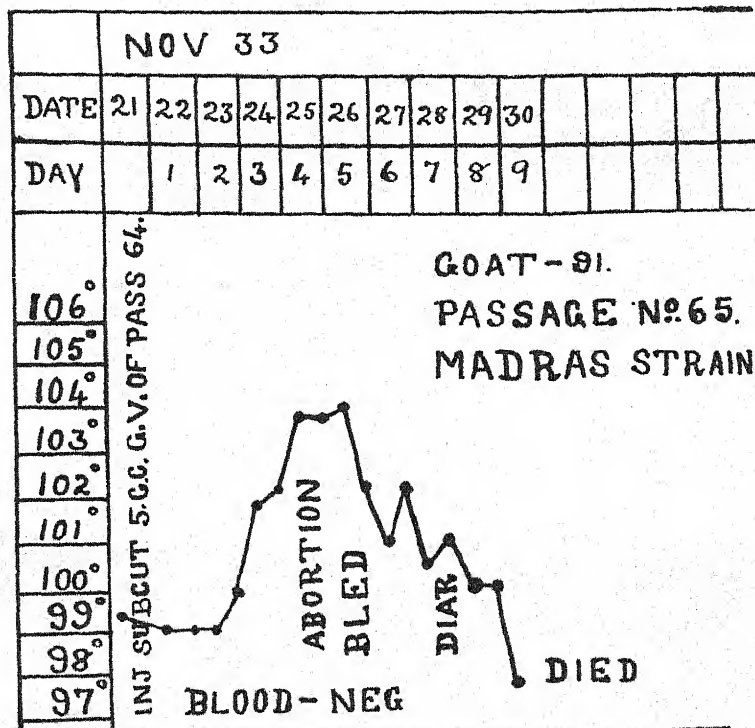 NOV 33
DATE 21 22 23 24 25 26 27 28 29 30
DAY 1 2 3 4 5 6 7 8 9
INJ SUBCUT 5.C.C. G.V. OF PASS 64.
GOAT-91.
PASSAGE Nº 65.
MADRAS STRAIN
106°
105°
104°
103°
102°
101°
100°
99°
98°
97°
ABORTION
BLED
DIAR
DIED
BLOOD-NEG